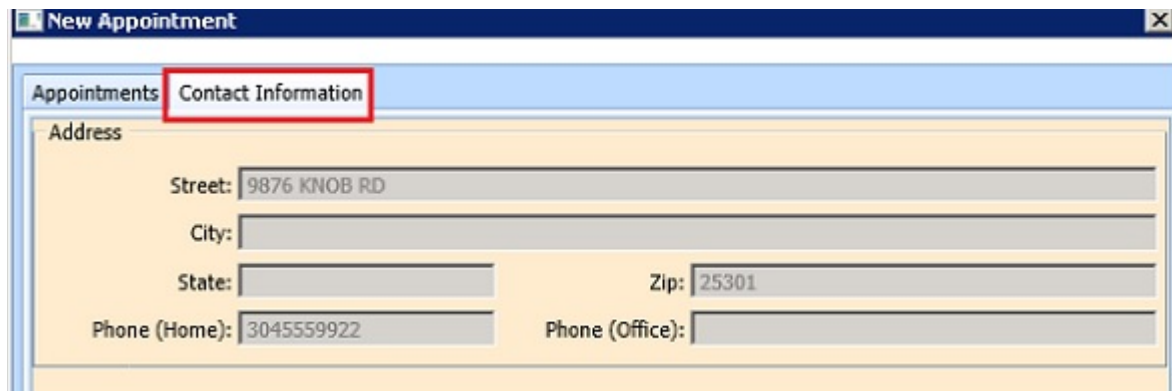 New Appointment
Appointments Contact Information
Address
Street: 9876 KNOB RD
City:
State: Zip: 25301
Phone (Home): 3045559922 Phone (Office):